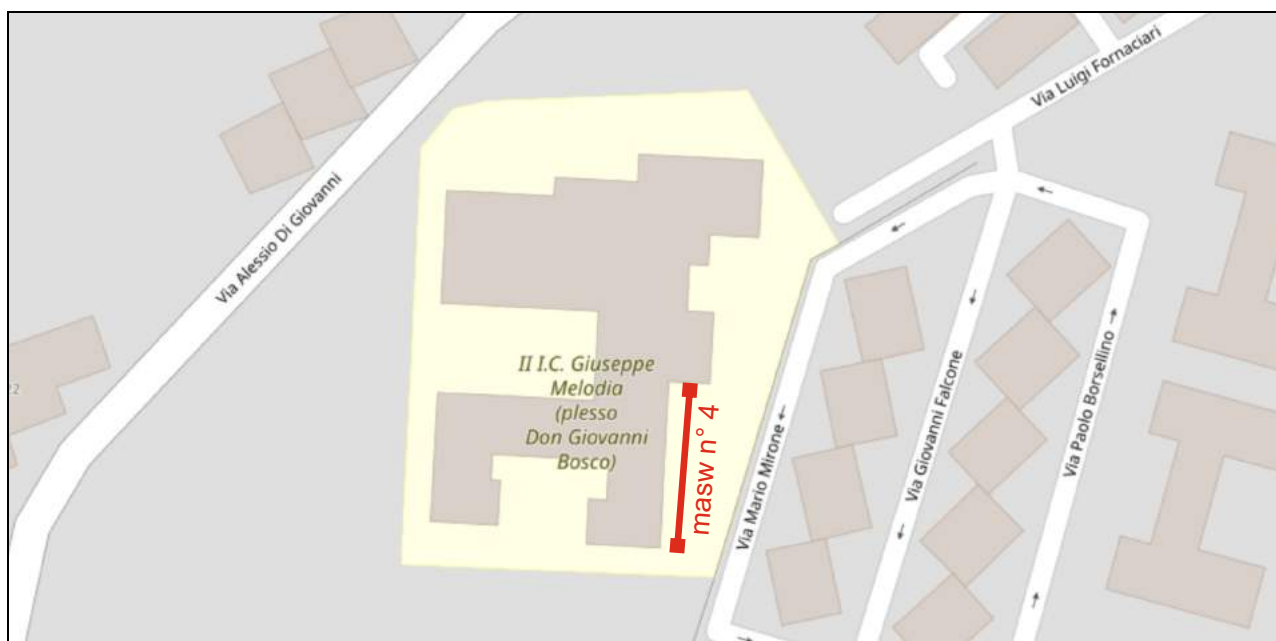 Via Luigi Fornaciari
Via Alessio Di Giovanni
II I.C. Giuseppe
Melodia
(plesso
Don Giovanni
Bosco)
masw n° 4
Via Mario Mirone
Via Giovanni Falcone
Via Paolo Borsellino